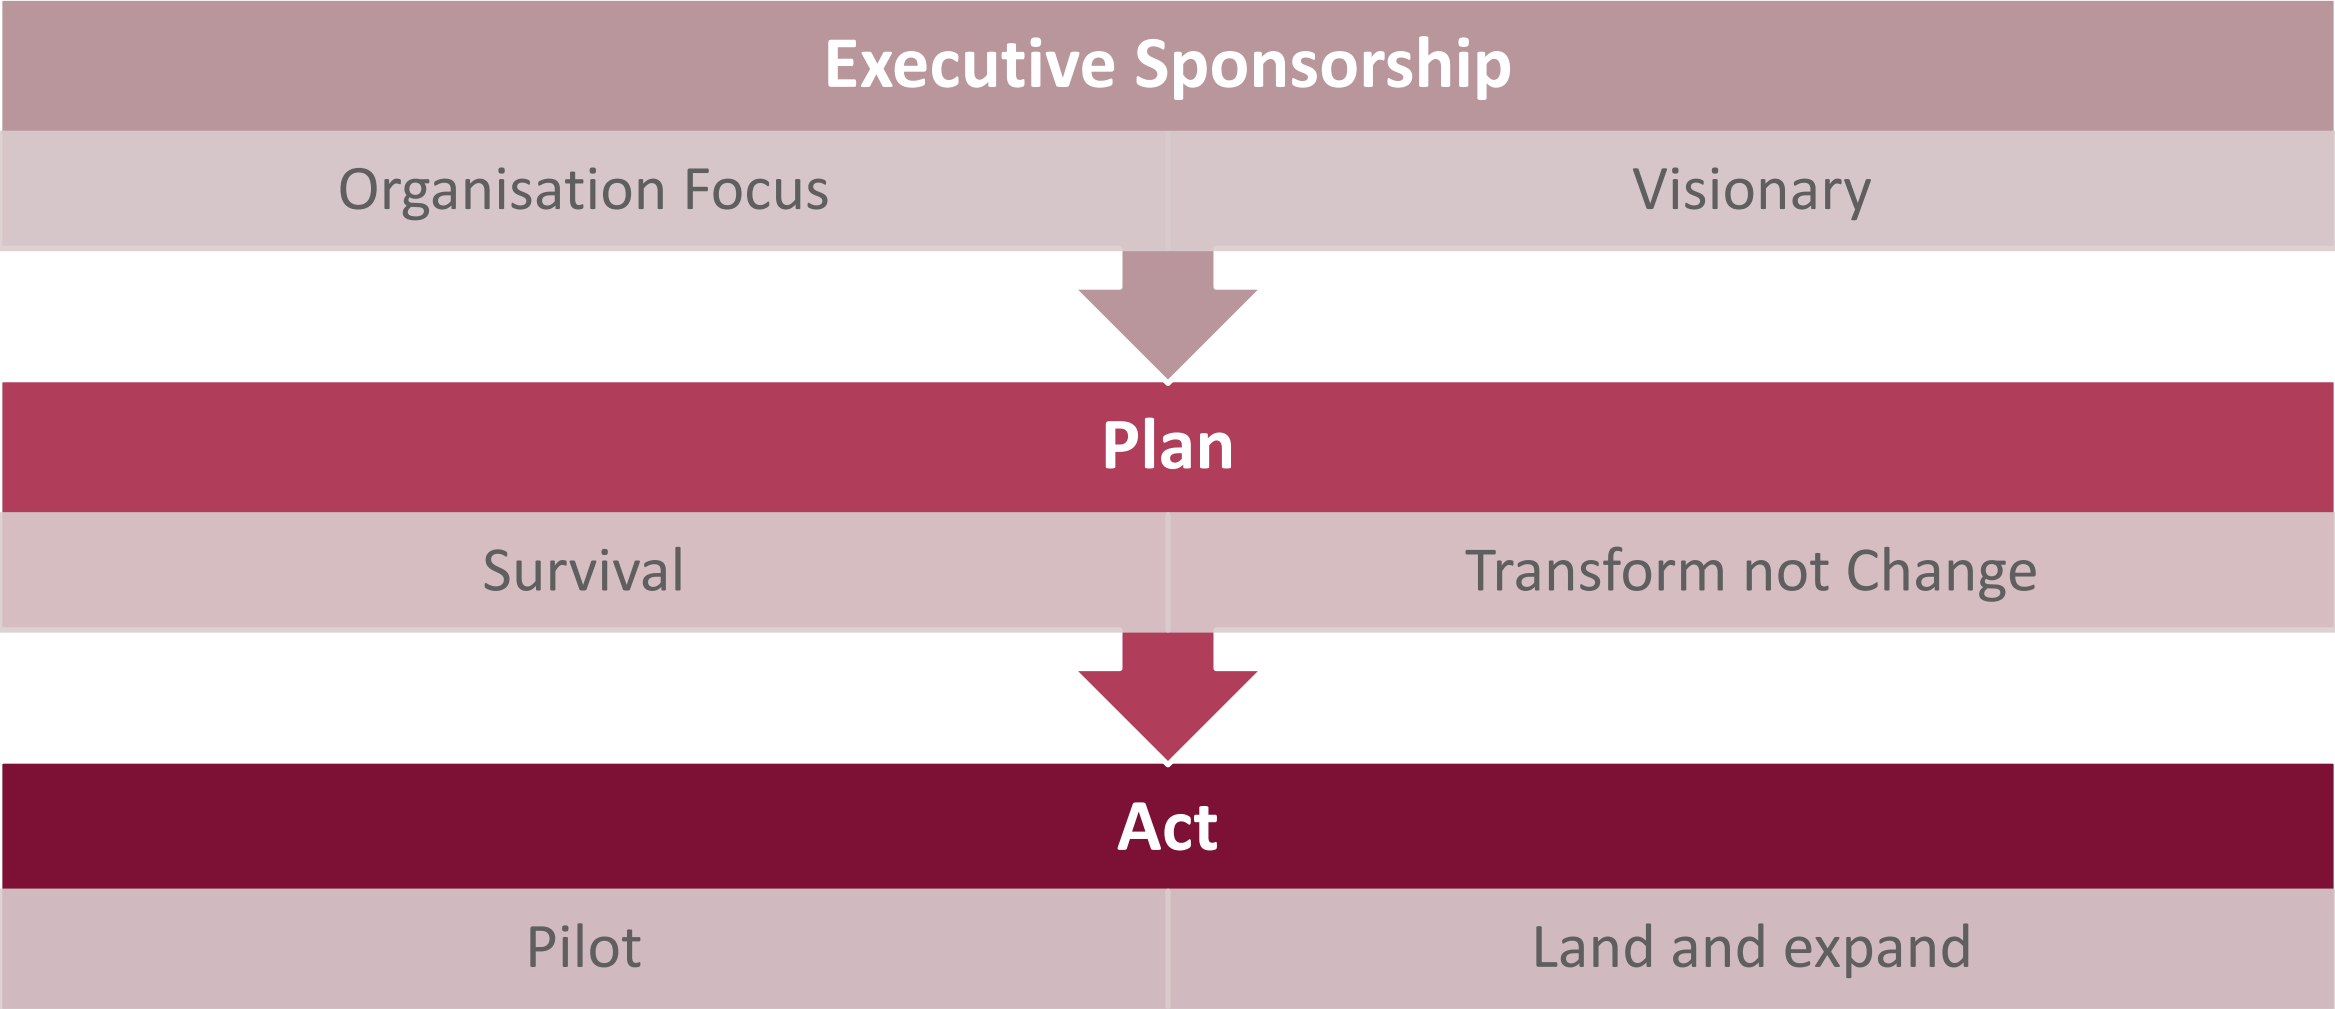 Executive Sponsorship
Organisation Focus
Visionary
Plan
Survival
Transform not Change
Act
Pilot
Land and expand